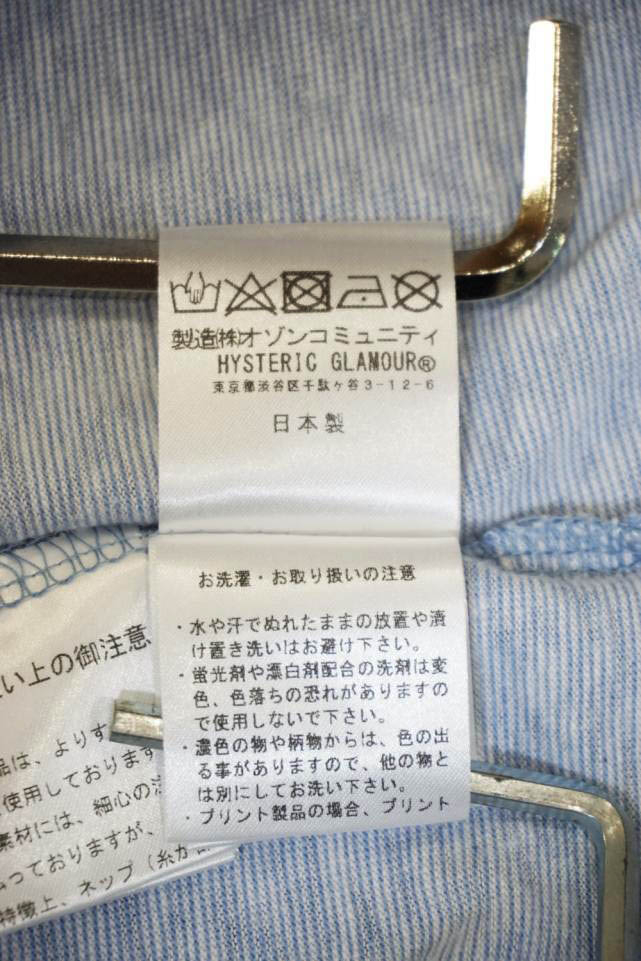 製造(株)オゾンコミュニティ
HYSTERIC GLAMOUR®
東京都渋谷区千駄ヶ谷3-12-6
日本製
お洗濯・お取り扱いの注意
・水や汗でぬれたままの放置や漬
け置き洗いはお避け下さい。
・蛍光剤や漂白剤配合の洗剤は変
色、色落ちの恐れがありますの
で使用しないで下さい。
・濃色の物や柄物からは、色の出
る事がありますので、他の物と
は別にしてお洗い下さい。
・プリント製品の場合、プリント
い上の御注意
品は、よりす
使用しております
素材には、細心の注
っておりますが、
特徴上、ネップ(糸が